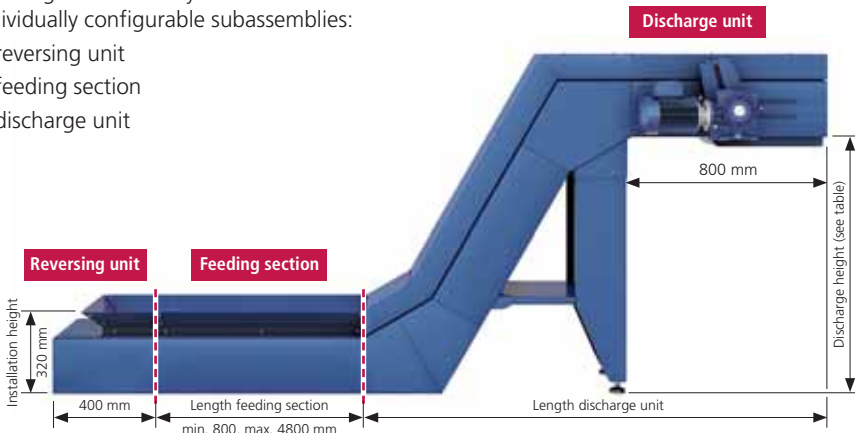 dividually configurable subassemblies:
reversing unit
feeding section
discharge unit
Discharge unit
800 mm
Discharge height (see table)
Reversing unit
Feeding section
Installation height
320 mm
400 mm
Length feeding section
min. 800, max. 4800 mm
Length discharge unit